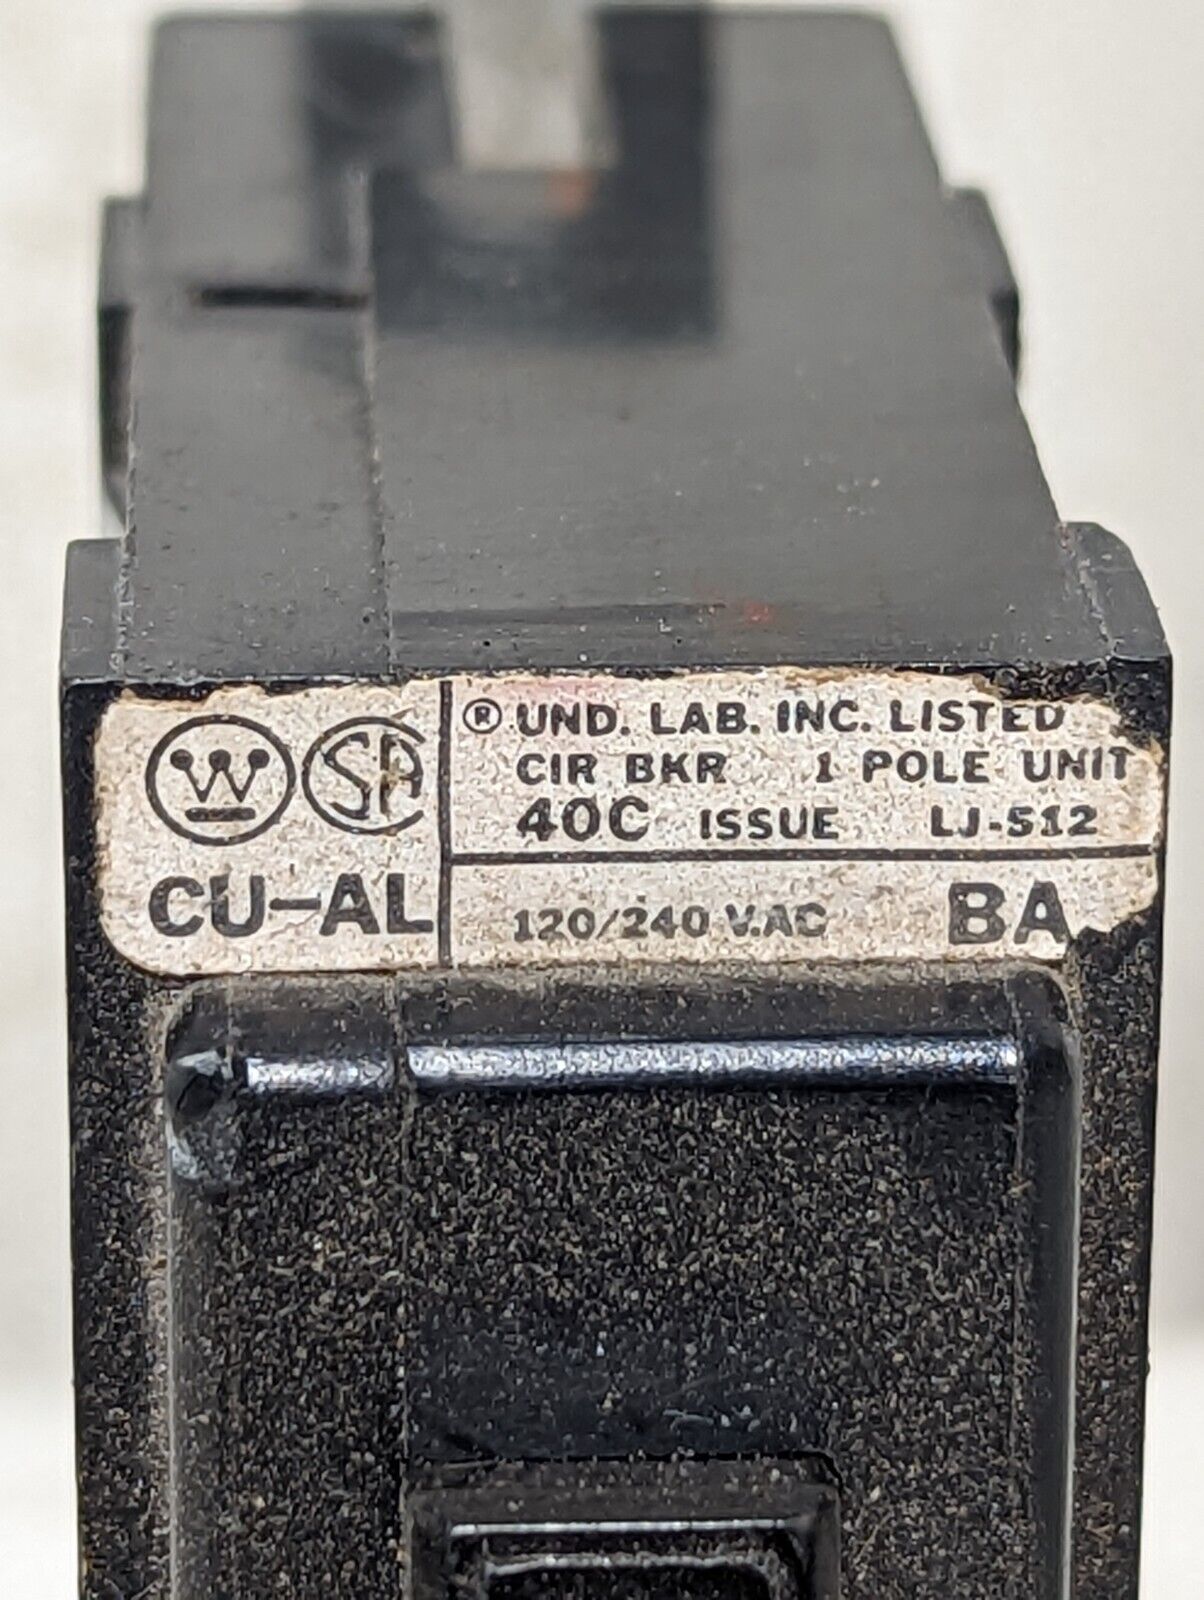 W SA
® UND. LAB. INC. LISTED
CIR BKR 1 POLE UNIT
40C ISSUE LJ-512
CU-AL
120/240 V.AC BA